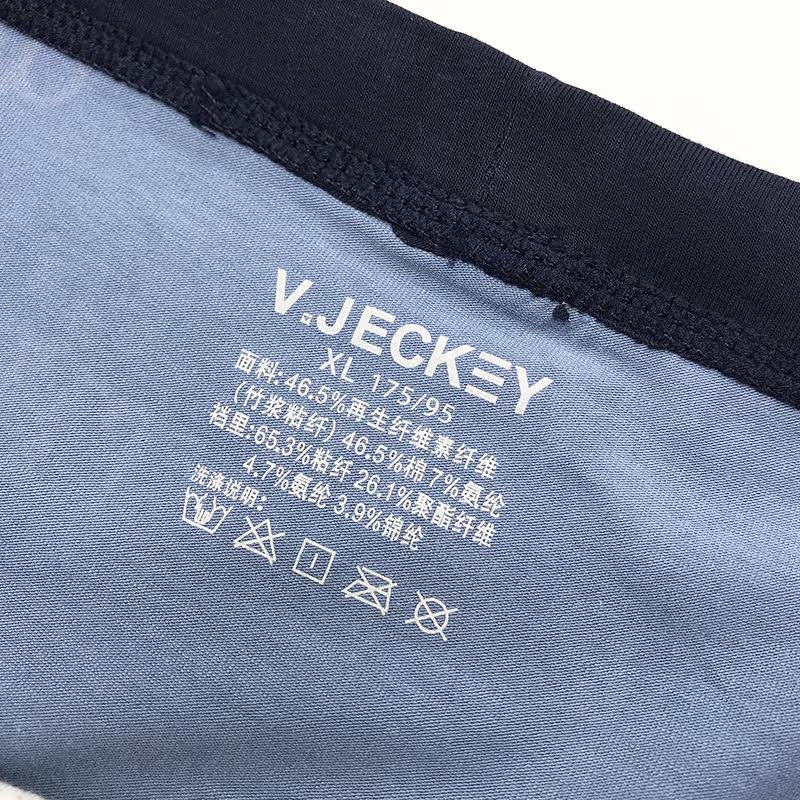 V.JECKEY
XL 175/95
面料:46.5%再生纤维素纤维
(竹浆粘纤) 46.5%棉 7%氨纶
裆里:65.3%粘纤 26.1%聚酯纤维
4.7%氨纶 3.9%锦纶
洗涤说明: